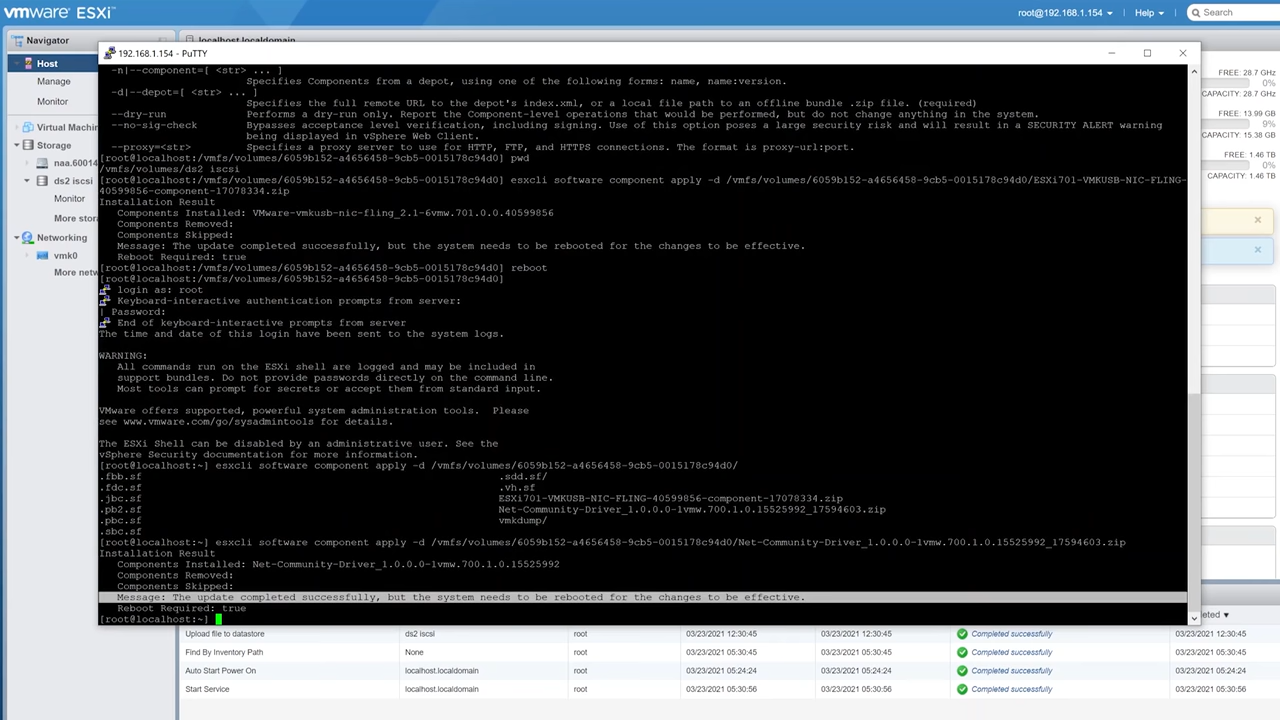 vmware ESXi
root@192.168.1.154
Help
Search
Navigator
localhost.localdomain
Host
Manage
Monitor
Virtual Machin
Storage
naa.60014
ds2 iscsi
Monitor
More stora
Networking
vmk0
More netw
192.168.1.154 - PuTTY
-n|--component=[ <str> ... ]
Specifies Components from a depot, using one of the following forms: name, name:version.
-d|--depot=[ <str> ... ]
Specifies the full remote URL to the depot's index.xml, or a local file path to an offline bundle .zip file. (required)
--dry-run Performs a dry-run only. Report the Component-level operations that would be performed, but do not change anything in the system.
--no-sig-check Bypasses acceptance level verification, including signing. Use of this option poses a large security risk and will result in a SECURITY ALERT warning
being displayed in vSphere Web Client.
--proxy=<str> Specifies a proxy server to use for HTTP, FTP, and HTTPS connections. The format is proxy-url:port.
[root@localhost:/vmfs/volumes/6059b152-a4656458-9cb5-0015178c94d0] pwd
/vmfs/volumes/ds2 iscsi
[root@localhost:/vmfs/volumes/6059b152-a4656458-9cb5-0015178c94d0] esxcli software component apply -d /vmfs/volumes/6059b152-a4656458-9cb5-0015178c94d0/ESXi701-VMKUSB-NIC-FLING-
40599856-component-17078334.zip
Installation Result
Components Installed: VMware-vmkusb-nic-fling_2.1-6vmw.701.0.0.40599856
Components Removed:
Components Skipped:
Message: The update completed successfully, but the system needs to be rebooted for the changes to be effective.
Reboot Required: true
[root@localhost:/vmfs/volumes/6059b152-a4656458-9cb5-0015178c94d0] reboot
[root@localhost:/vmfs/volumes/6059b152-a4656458-9cb5-0015178c94d0]
login as: root
Keyboard-interactive authentication prompts from server:
| Password:
End of keyboard-interactive prompts from server
The time and date of this login have been sent to the system logs.
WARNING:
All commands run on the ESXi shell are logged and may be included in
support bundles. Do not provide passwords directly on the command line.
Most tools can prompt for secrets or accept them from standard input.
VMware offers supported, powerful system administration tools. Please
see www.vmware.com/go/sysadmintools for details.
The ESXi Shell can be disabled by an administrative user. See the
vSphere Security documentation for more information.
[root@localhost:~] esxcli software component apply -d /vmfs/volumes/6059b152-a4656458-9cb5-0015178c94d0/
.fbb.sf .sdd.sf/
.fdc.sf .vh.sf
.jbc.sf ESXi701-VMKUSB-NIC-FLING-40599856-component-17078334.zip
.pb2.sf Net-Community-Driver_1.0.0.0-1vmw.700.1.0.15525992_17594603.zip
.pbc.sf vmkdump/
.sbc.sf
[root@localhost:~] esxcli software component apply -d /vmfs/volumes/6059b152-a4656458-9cb5-0015178c94d0/Net-Community-Driver_1.0.0.0-1vmw.700.1.0.15525992_17594603.zip
Installation Result
Components Installed: Net-Community-Driver_1.0.0.0-1vmw.700.1.0.15525992
Components Removed:
Components Skipped:
Message: The update completed successfully, but the system needs to be rebooted for the changes to be effective.
Reboot Required: true
[root@localhost:~]
FREE: 28.7 GHz
0%
CAPACITY: 28.7 GHz
FREE: 13.99 GB
9%
CAPACITY: 15.38 GB
FREE: 1.46 TB
0%
CAPACITY: 1.46 TB
Upload file to datastore ds2 iscsi root 03/23/2021 12:30:45 03/23/2021 12:30:45 Completed successfully 03/23/2021 12:30:45
Find By Inventory Path None root 03/23/2021 05:30:45 03/23/2021 05:30:45 Completed successfully 03/23/2021 05:30:45
Auto Start Power On localhost.localdomain root 03/23/2021 05:24:24 03/23/2021 05:24:24 Completed successfully 03/23/2021 05:24:24
Start Service localhost.localdomain root 03/23/2021 05:30:56 03/23/2021 05:30:56 Completed successfully 03/23/2021 05:30:56